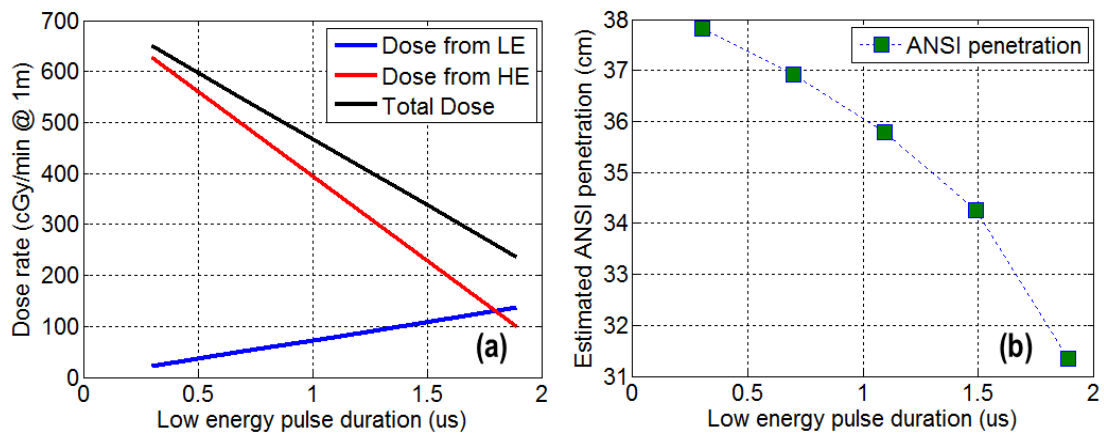 (a)
700
600
500
400
300
200
100
0
Dose rate (cGy/min @ 1m)
Dose from LE
Dose from HE
Total Dose
(a)
0
0.5
1
1.5
2
Low energy pulse duration (us)
(b)
38
37
36
35
34
33
32
31
Estimated ANSI penetration (cm)
ANSI penetration
(b)
0
0.5
1
1.5
2
Low energy pulse duration (us)